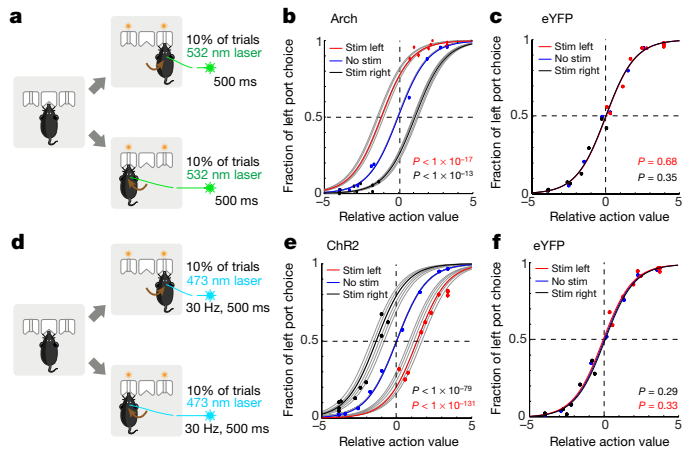 a
10% of trials
532 nm laser
500 ms
10% of trials
532 nm laser
500 ms
b
Arch
Stim left
No stim
Stim right
Fraction of left port choice
1
0.5
0
P < 1 × 10⁻¹⁷
P < 1 × 10⁻¹³
−5
0
5
Relative action value
c
eYFP
Stim left
No stim
Stim right
Fraction of left port choice
1
0.5
0
P = 0.68
P = 0.35
−5
0
5
Relative action value
d
10% of trials
473 nm laser
30 Hz, 500 ms
10% of trials
473 nm laser
30 Hz, 500 ms
e
ChR2
Stim left
No stim
Stim right
Fraction of left port choice
1
0.5
0
P < 1 × 10⁻⁷⁹
P < 1 × 10⁻¹³¹
−5
0
5
Relative action value
f
eYFP
Stim left
No stim
Stim right
Fraction of left port choice
1
0.5
0
P = 0.29
P = 0.33
−5
0
5
Relative action value